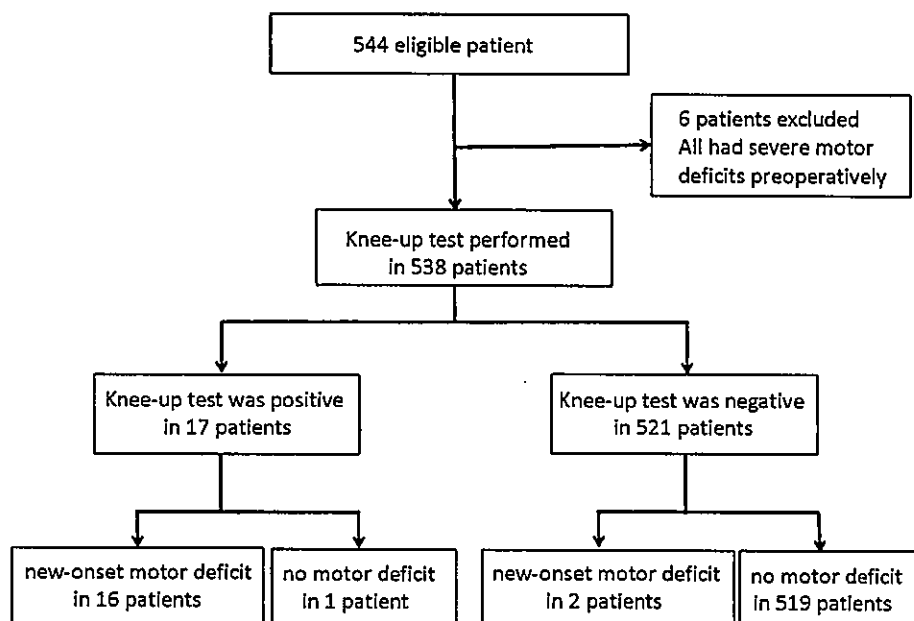 544 eligible patient
6 patients excluded
All had severe motor
deficits preoperatively
Knee-up test performed
in 538 patients
Knee-up test was positive
in 17 patients
Knee-up test was negative
in 521 patients
new-onset motor deficit
in 16 patients
no motor deficit
in 1 patient
new-onset motor deficit
in 2 patients
no motor deficit
in 519 patients